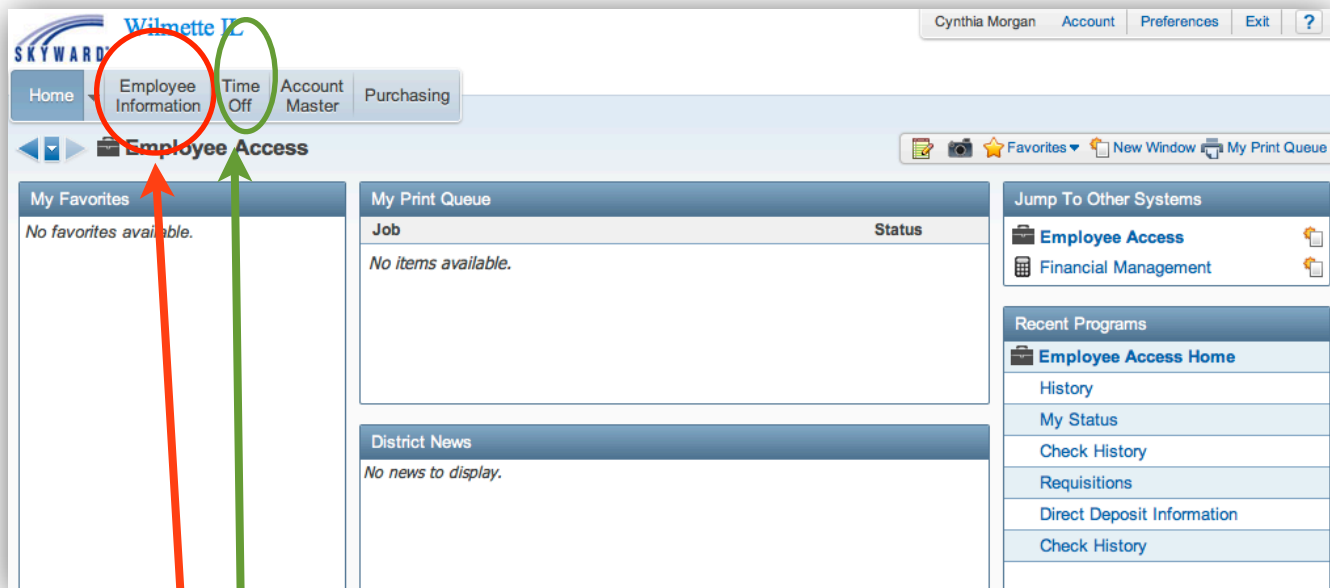 Wilmette IL
SKYWARD
Cynthia Morgan Account Preferences Exit ?
Home Employee Information Time Off Account Master Purchasing
Employee Access
Favorites New Window My Print Queue
My Favorites
No favorites available.
My Print Queue
Job Status
No items available.
District News
No news to display.
Jump To Other Systems
Employee Access
Financial Management
Recent Programs
Employee Access Home
History
My Status
Check History
Requisitions
Direct Deposit Information
Check History